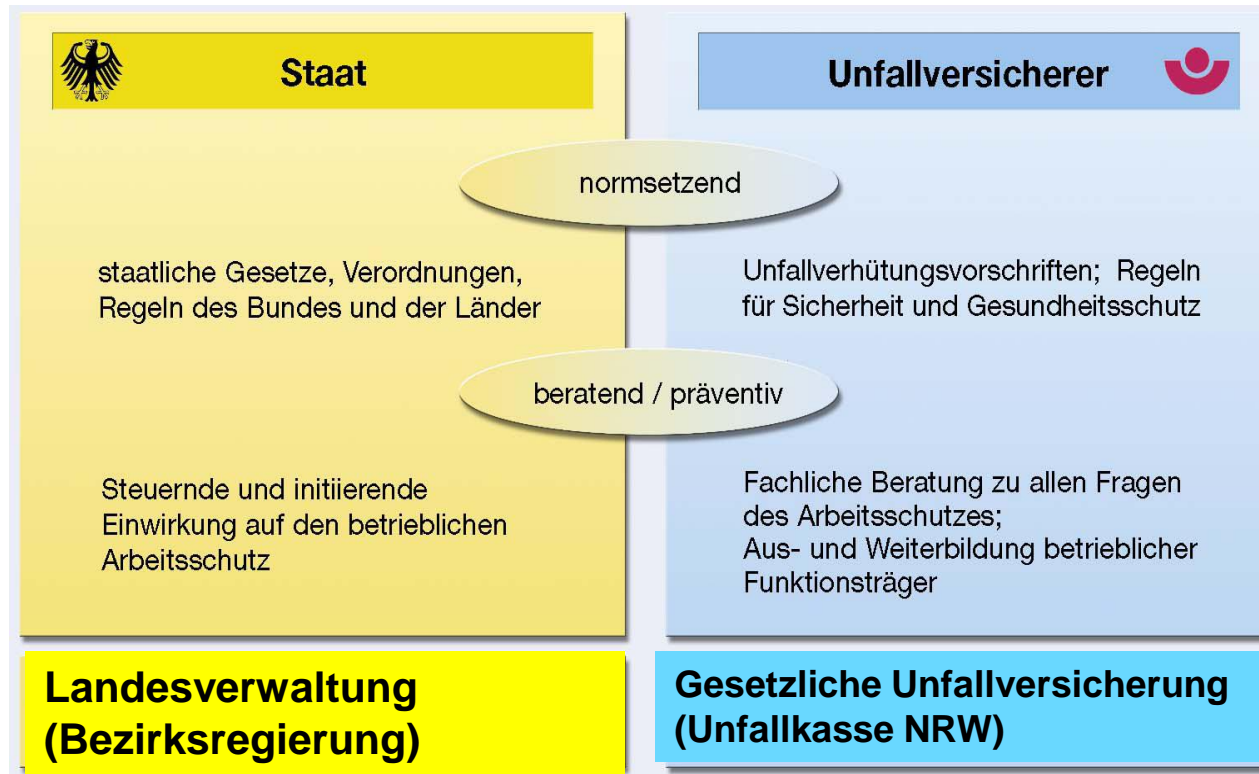 Staat
Unfallversicherer
normsetzend
staatliche Gesetze, Verordnungen,
Regeln des Bundes und der Länder
Unfallverhütungsvorschriften; Regeln
für Sicherheit und Gesundheitsschutz
beratend / präventiv
Steuernde und initiierende
Einwirkung auf den betrieblichen
Arbeitsschutz
Fachliche Beratung zu allen Fragen
des Arbeitsschutzes;
Aus- und Weiterbildung betrieblicher
Funktionsträger
Landesverwaltung
(Bezirksregierung)
Gesetzliche Unfallversicherung
(Unfallkasse NRW)